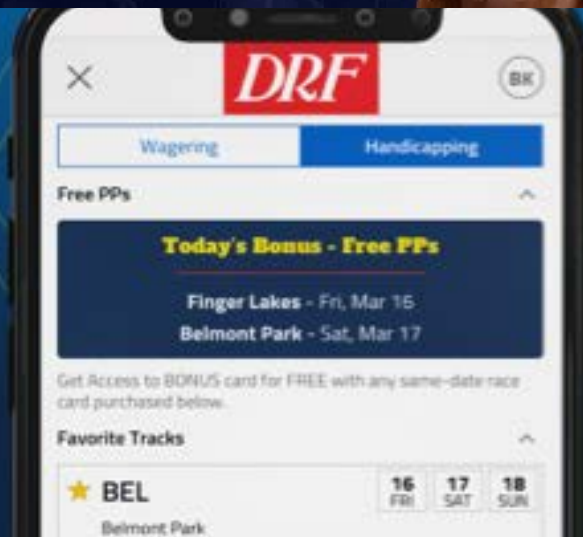 DRF
BK
Wagering
Handicapping
Free PPs
Today's Bonus - Free PPs
Finger Lakes - Fri, Mar 16
Belmont Park - Sat, Mar 17
Get Access to BONUS card for FREE with any same-date race
card purchased below.
Favorite Tracks
BEL
16 17 18
FRI SAT SUN
Belmont Park